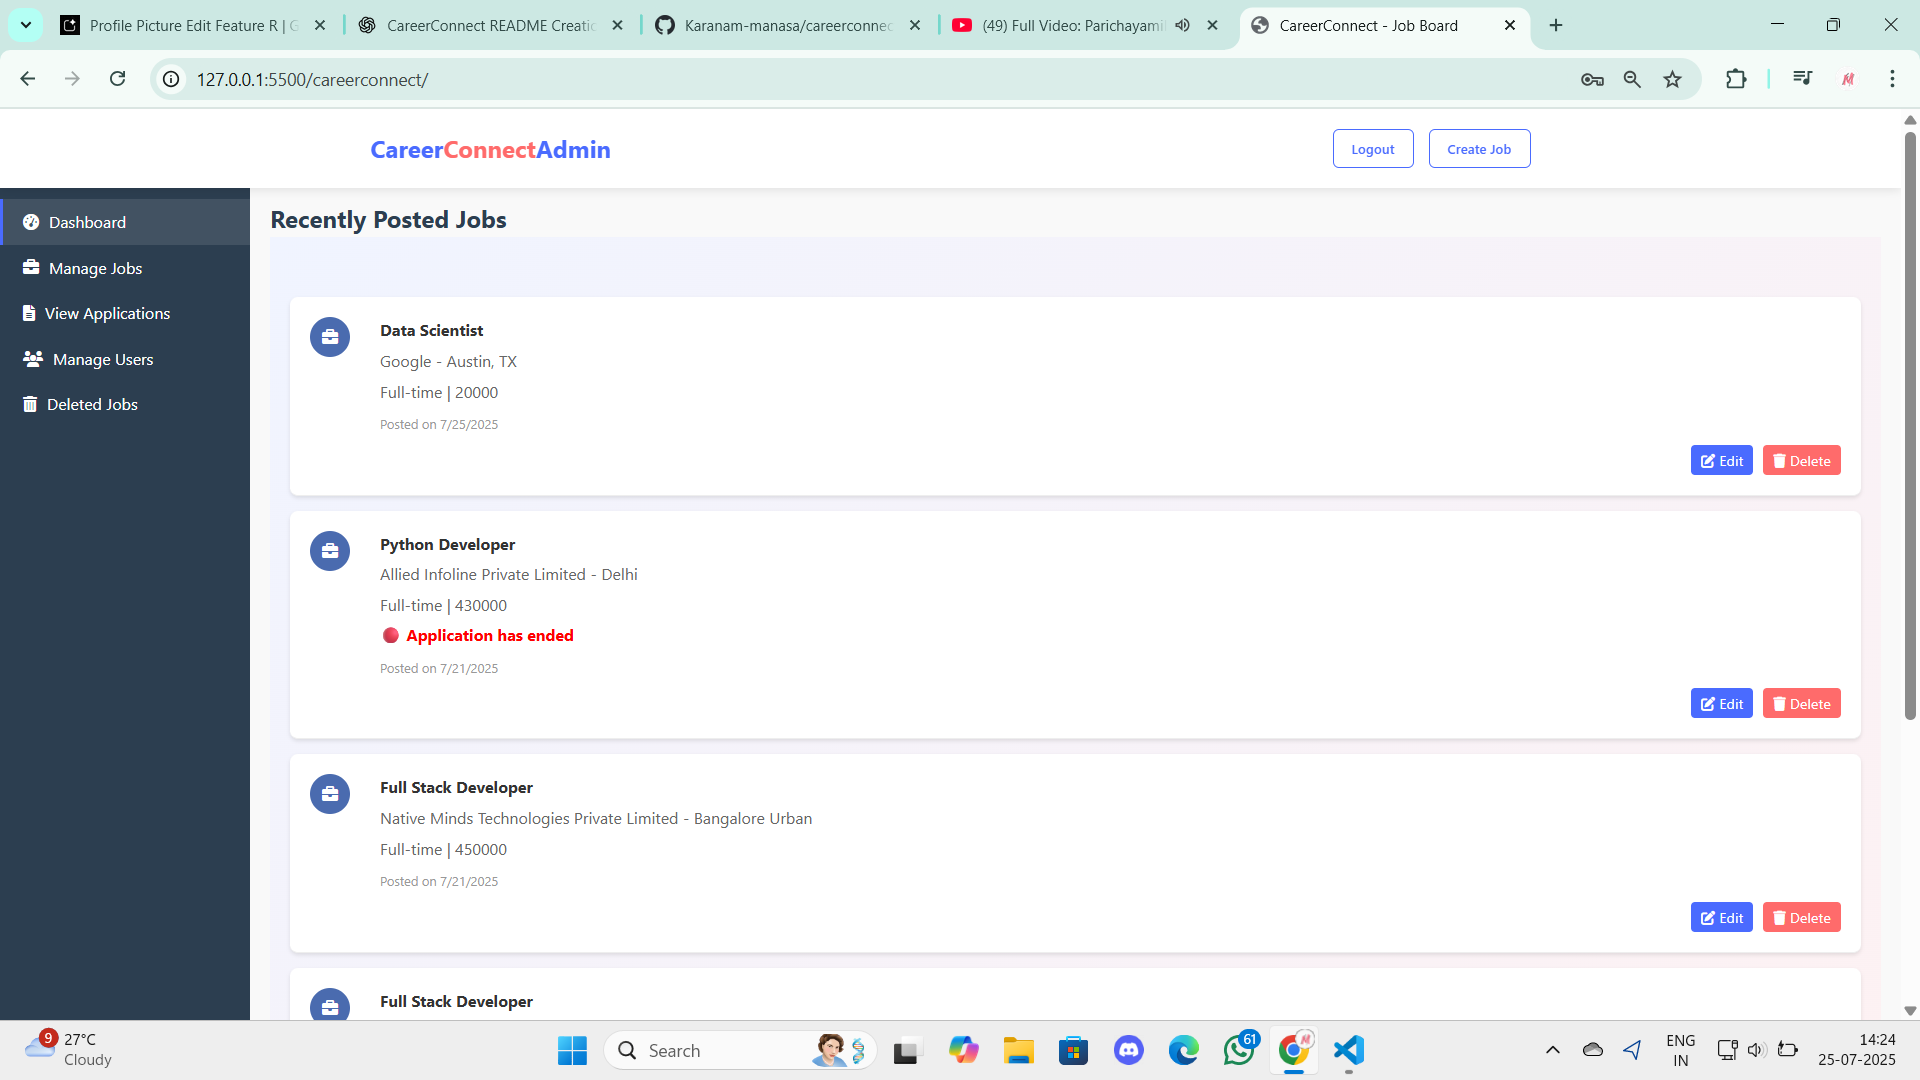 Profile Picture Edit Feature R | G
CareerConnect README Creatic
Karanam-manasa/careerconnec
(49) Full Video: Parichayami
CareerConnect - Job Board
127.0.0.1:5500/careerconnect/
CareerConnectAdmin
Logout
Create Job
Dashboard
Manage Jobs
View Applications
Manage Users
Deleted Jobs
Recently Posted Jobs
Data Scientist
Google - Austin, TX
Full-time | 20000
Posted on 7/25/2025
Edit
Delete
Python Developer
Allied Infoline Private Limited - Delhi
Full-time | 430000
Application has ended
Posted on 7/21/2025
Edit
Delete
Full Stack Developer
Native Minds Technologies Private Limited - Bangalore Urban
Full-time | 450000
Posted on 7/21/2025
Edit
Delete
Full Stack Developer
9
27°C
Cloudy
Search
61
ENG
IN
14:24
25-07-2025